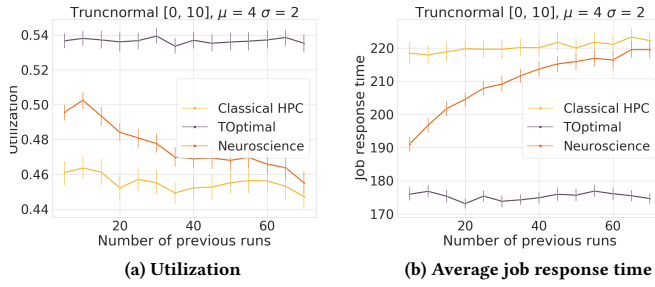 Truncnormal [0, 10], μ = 4 σ = 2
0.54
0.52
0.50
0.48
0.46
0.44
Utilization
Classical HPC
TOptimal
Neuroscience
20
40
60
Number of previous runs
(a) Utilization
Truncnormal [0, 10], μ = 4 σ = 2
220
210
200
190
180
170
Job response time
Classical HPC
TOptimal
Neuroscience
20
40
60
Number of previous runs
(b) Average job response time